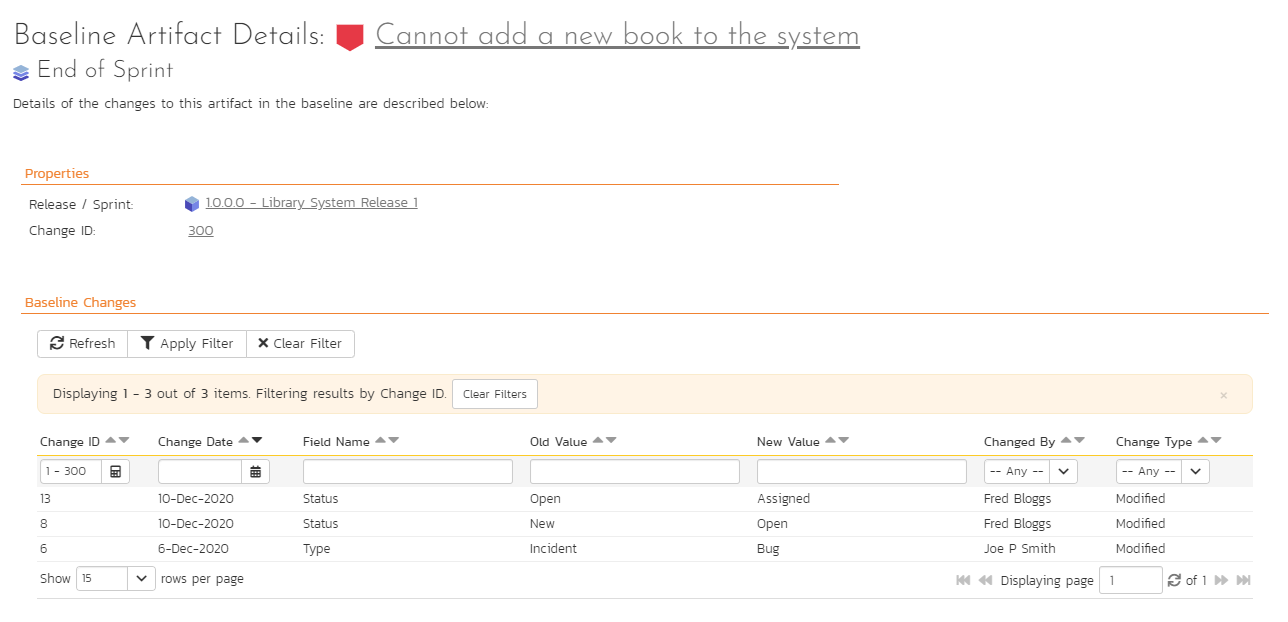 Baseline Artifact Details: Cannot add a new book to the system
End of Sprint
Details of the changes to this artifact in the baseline are described below:
Properties
Release / Sprint: 1.0.0.0 - Library System Release 1
Change ID: 300
Baseline Changes
Refresh Apply Filter Clear Filter
Displaying 1 - 3 out of 3 items. Filtering results by Change ID. Clear Filters ×
Change ID Change Date Field Name Old Value New Value Changed By Change Type
1 - 300 -- Any -- -- Any --
13 10-Dec-2020 Status Open Assigned Fred Bloggs Modified
8 10-Dec-2020 Status New Open Fred Bloggs Modified
6 6-Dec-2020 Type Incident Bug Joe P Smith Modified
Show 15 rows per page Displaying page 1 of 1